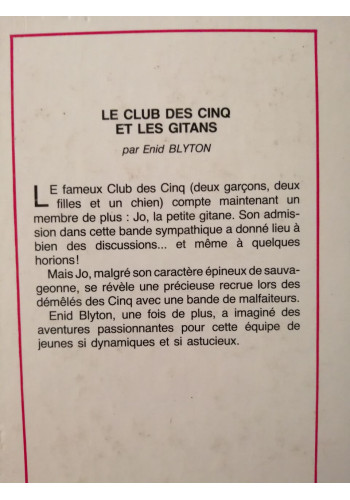 LE CLUB DES CINQ
ET LES GITANS
par Enid BLYTON
LE fameux Club des Cinq (deux garçons, deux
filles et un chien) compte maintenant un
membre de plus : Jo, la petite gitane. Son admis-
sion dans cette bande sympathique a donné lieu à
bien des discussions... et même à quelques
horions!
Mais Jo, malgré son caractère épineux de sauva-
geonne, se révèle une précieuse recrue lors des
démêlés des Cinq avec une bande de malfaiteurs.
Enid Blyton, une fois de plus, a imaginé des
aventures passionnantes pour cette équipe de
jeunes si dynamiques et si astucieux.